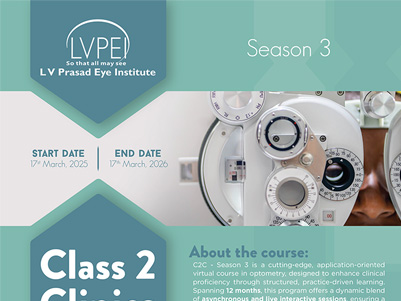 LVPEI
So that all may see
L V Prasad Eye Institute
Season 3
START DATE
17st March, 2025
END DATE
17th March, 2026
Class 2
Clinics
About the course:
C2C - Season 3 is a cutting-edge, application-oriented
virtual course in optometry, designed to enhance clinical
proficiency through structured, practice-driven learning.
Spanning 12 months, this program offers a dynamic blend
of asynchronous and live interactive sessions, ensuring a